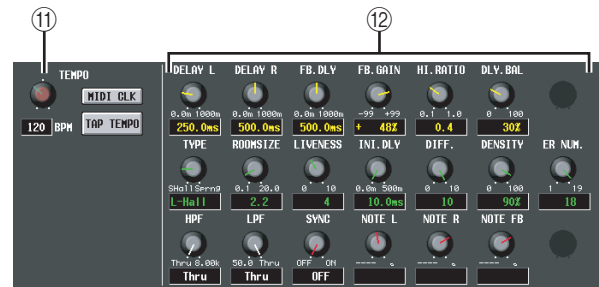 ⑪ ⑫
TEMPO
MIDI CLK
120 BPM TAP TEMPO
DELAY L DELAY R FB.DLY FB.GAIN HI.RATIO DLY.BAL
0.0m 1000m 0.0m 1000m 0.0m 1000m -99 +99 0.1 1.0 0 100
250.0ms 500.0ms 500.0ms + 48% 0.4 30%
TYPE ROOMSIZE LIVENESS INI.DLY DIFF. DENSITY ER NUM.
SHallSprng 0.1 20.0 0 10 0.0m 500m 0 10 0 100 1 19
L-Hall 2.2 4 10.0ms 10 90% 18
HPF LPF SYNC NOTE L NOTE R NOTE FB
Thru 8.00k 50.0 Thru OFF ON ---- ---- ----
Thru Thru OFF